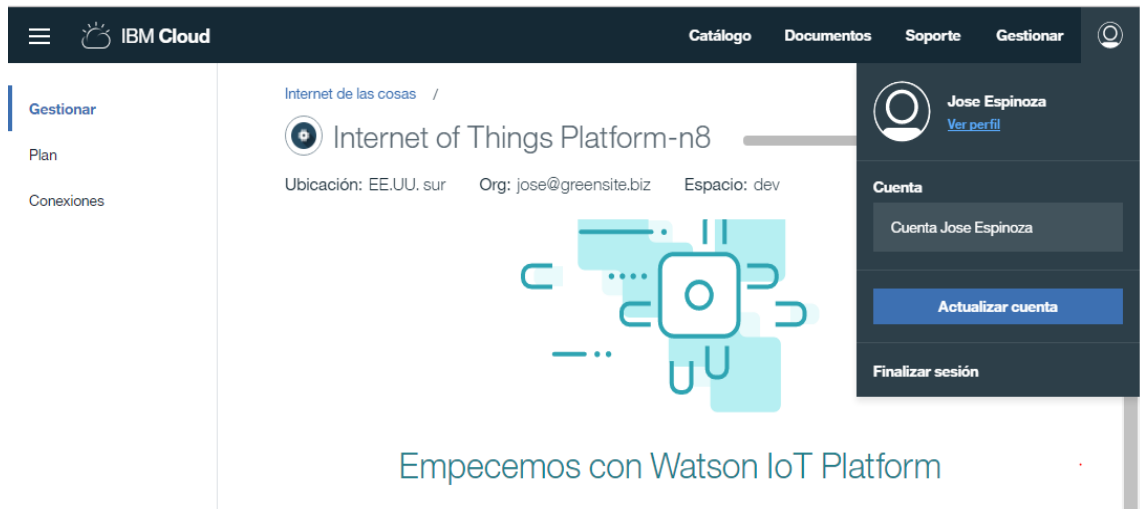 IBM Cloud
Catálogo Documentos Soporte Gestionar
Gestionar
Plan
Conexiones
Internet de las cosas /
Internet of Things Platform-n8
Ubicación: EE.UU. sur Org: jose@greensite.biz Espacio: dev
Empecemos con Watson IoT Platform
Jose Espinoza
Ver perfil
Cuenta
Cuenta Jose Espinoza
Actualizar cuenta
Finalizar sesión